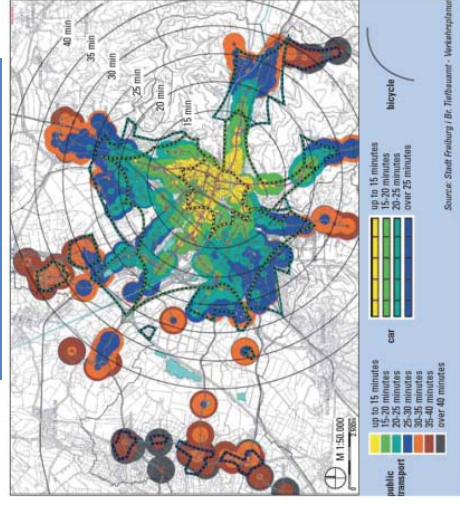 40 min
35 min
30 min
25 min
20 min
15 min
M 1:50.000
public
transport
up to 15 minutes
15-20 minutes
20-25 minutes
25-30 minutes
30-35 minutes
35-40 minutes
over 40 minutes
car
up to 15 minutes
15-20 minutes
20-25 minutes
over 25 minutes
bicycle
Source: Stadt Freiburg i Br. Tiefbauamt - Verkehrsplanung